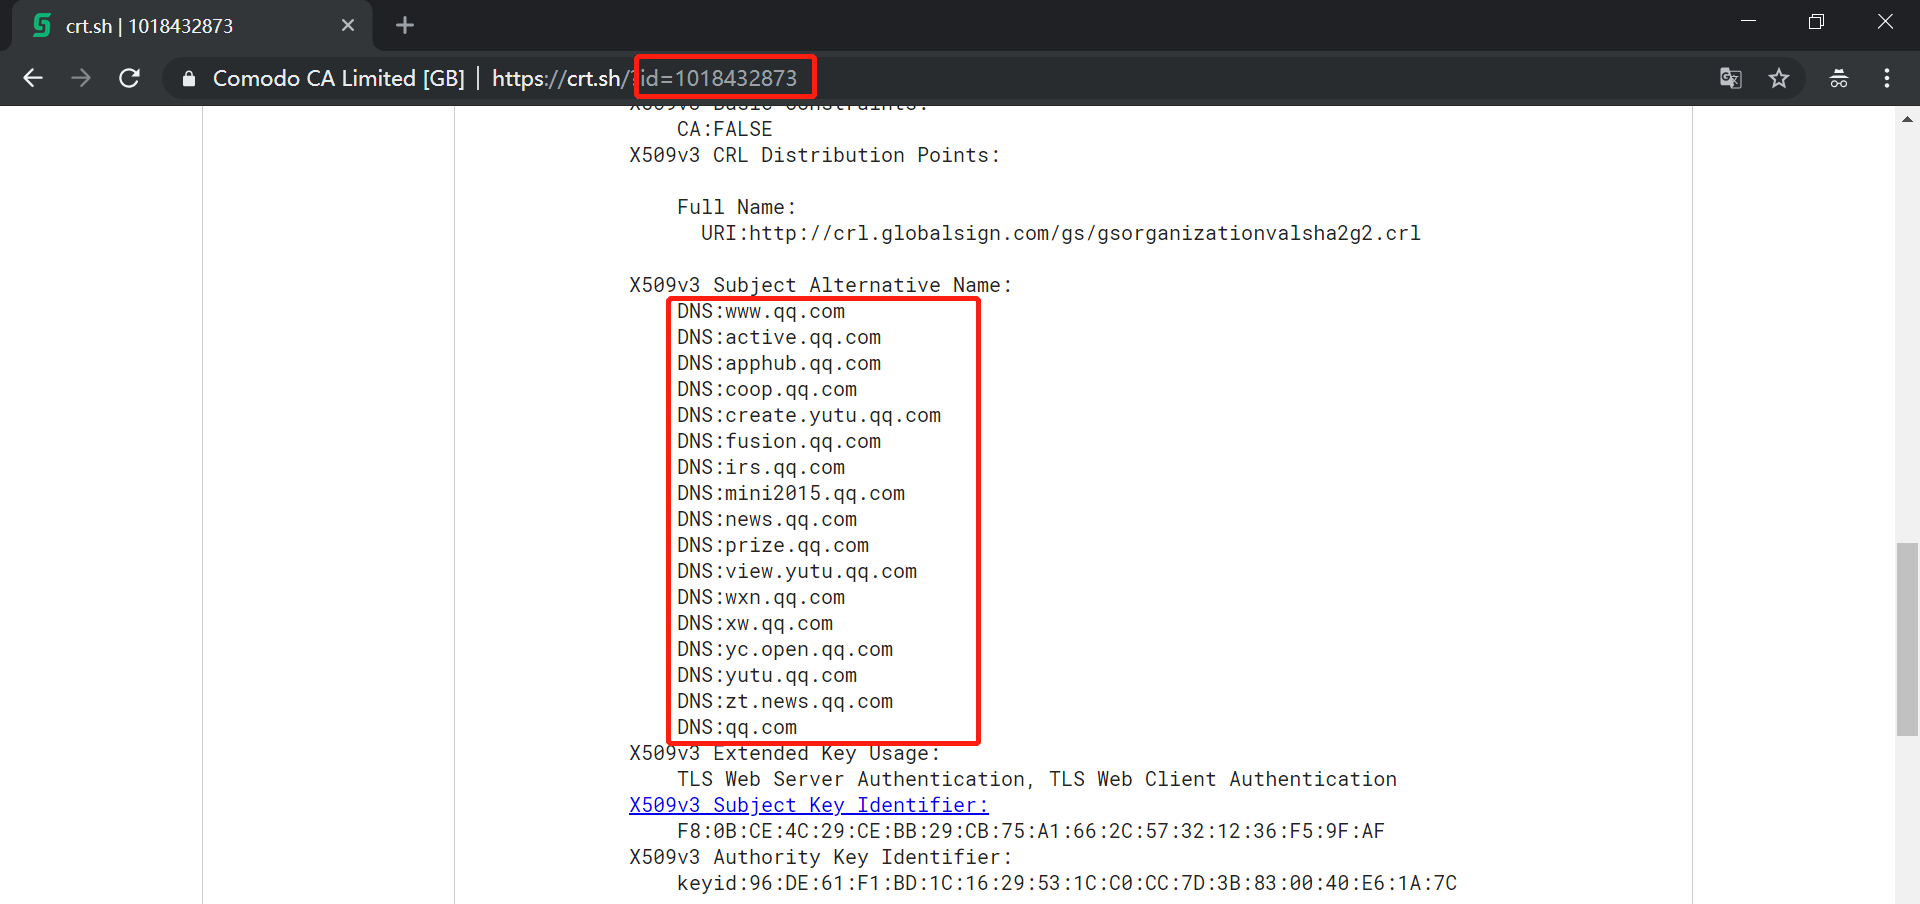 crt.sh | 1018432873
Comodo CA Limited [GB] | https://crt.sh/?id=1018432873
X509v3 Basic Constraints:
CA:FALSE
X509v3 CRL Distribution Points:
Full Name:
URI:http://crl.globalsign.com/gs/gsorganizationvalsha2g2.crl
X509v3 Subject Alternative Name:
DNS:www.qq.com
DNS:active.qq.com
DNS:apphub.qq.com
DNS:coop.qq.com
DNS:create.yutu.qq.com
DNS:fusion.qq.com
DNS:irs.qq.com
DNS:mini2015.qq.com
DNS:news.qq.com
DNS:prize.qq.com
DNS:view.yutu.qq.com
DNS:wxn.qq.com
DNS:xw.qq.com
DNS:yc.open.qq.com
DNS:yutu.qq.com
DNS:zt.news.qq.com
DNS:qq.com
X509v3 Extended Key Usage:
TLS Web Server Authentication, TLS Web Client Authentication
X509v3 Subject Key Identifier:
F8:0B:CE:4C:29:CE:BB:29:CB:75:A1:66:2C:57:32:12:36:F5:9F:AF
X509v3 Authority Key Identifier:
keyid:96:DE:61:F1:BD:1C:16:29:53:1C:C0:CC:7D:3B:83:00:40:E6:1A:7C